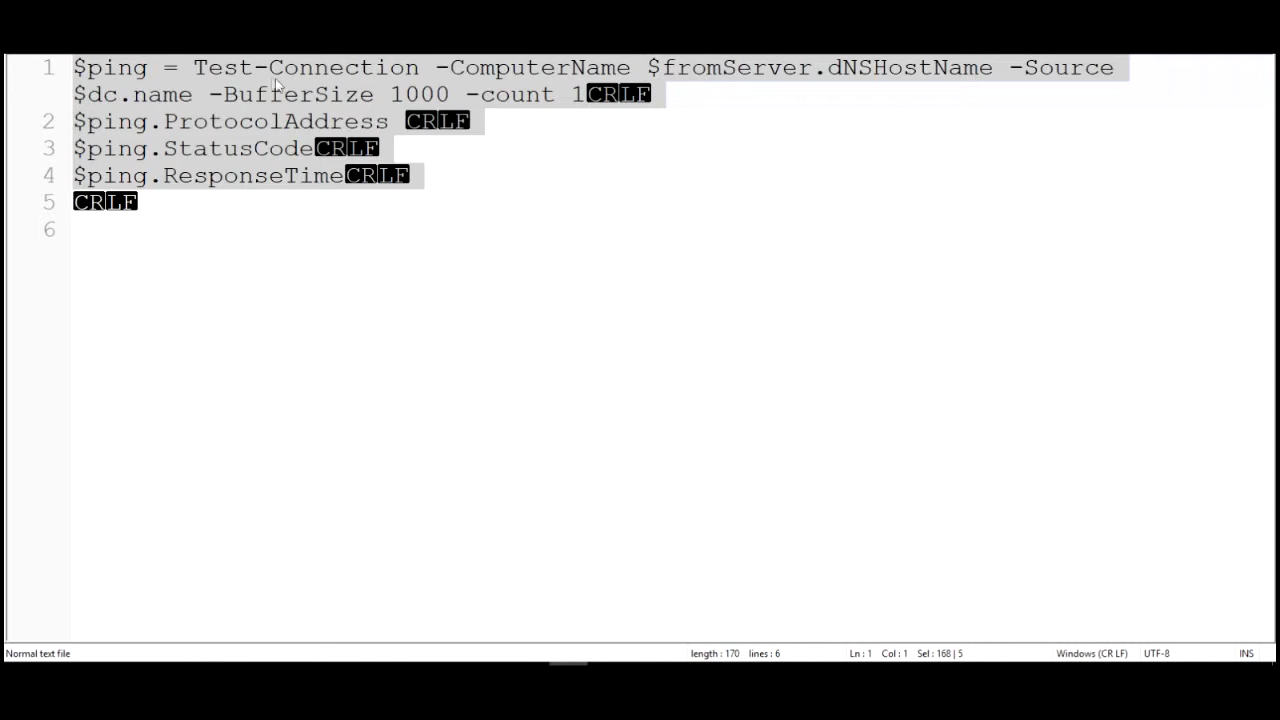 1 $ping = Test-Connection -ComputerName $fromServer.dNSHostName -Source
$dc.name -BufferSize 1000 -count 1CRLF
2 $ping.ProtocolAddress CRLF
3 $ping.StatusCodeCRLF
4 $ping.ResponseTimeCRLF
5 CRLF
6
Normal text file length : 170 lines : 6 Ln : 1 Col : 1 Sel : 168 | 5 Windows (CR LF) UTF-8 INS